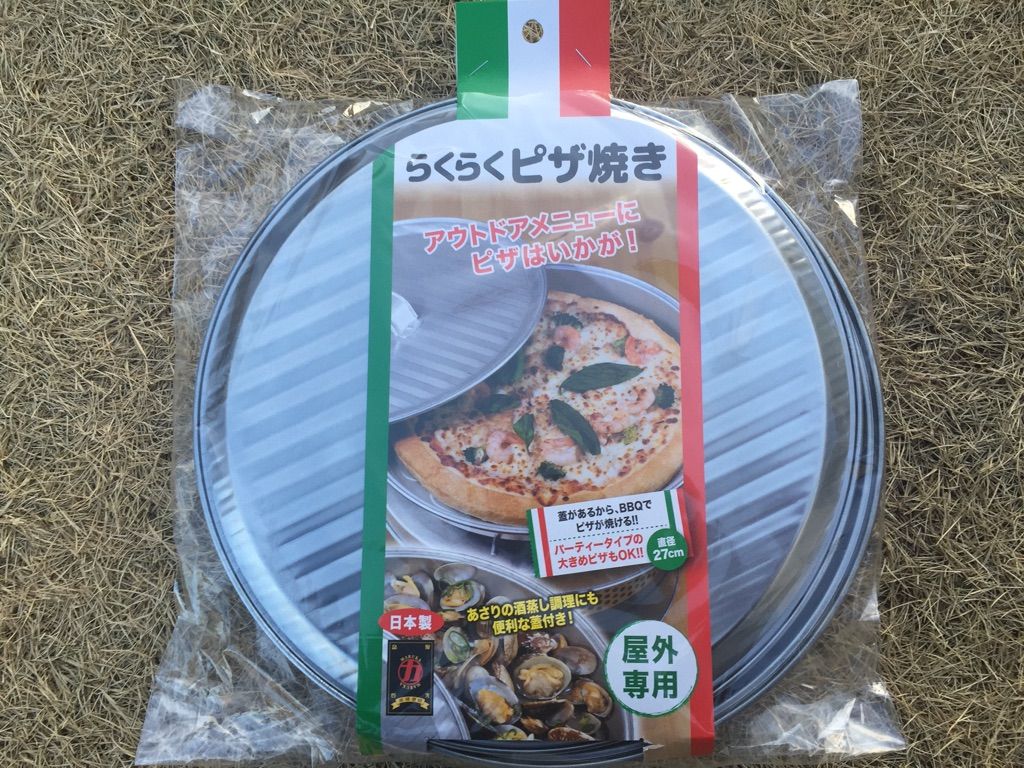 らくらくピザ焼き
アウトドアメニューに
ピザはいかが！
蓋があるから、BBQで
ピザが焼ける!!
パーティータイプの
大きめピザもOK!!
直径
27cm
あさりの酒蒸し調理にも
便利な蓋付き！
日本製
屋外
専用